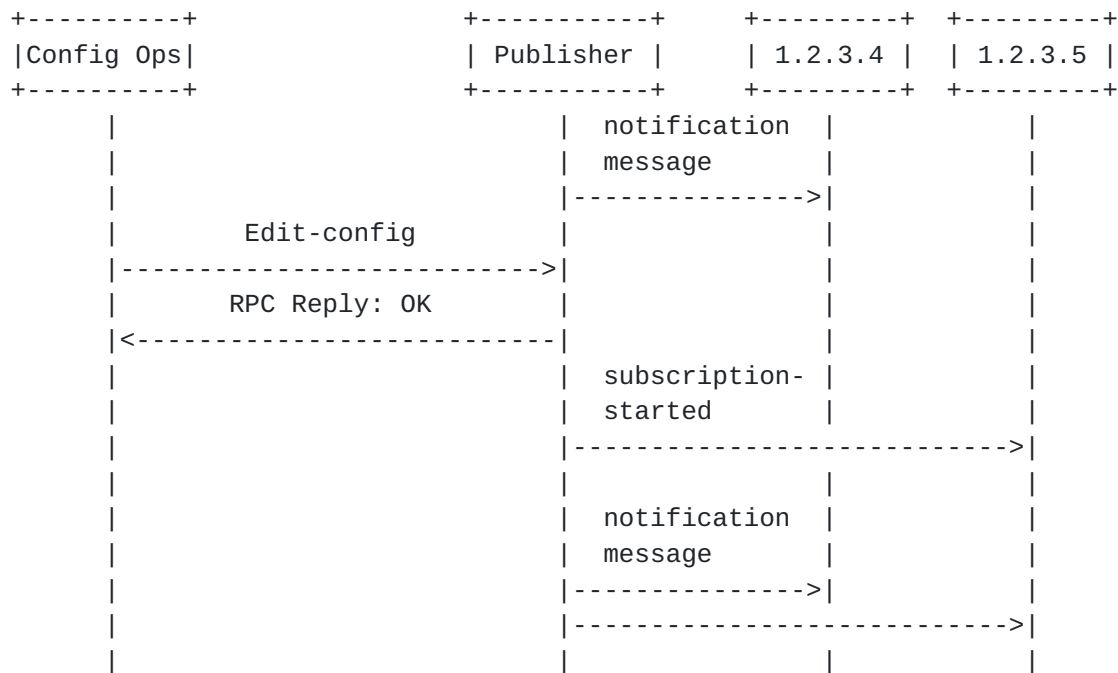 +----------+                 +-----------+     +---------+  +---------+
|Config Ops|                 | Publisher |     | 1.2.3.4 |  | 1.2.3.5 |
+----------+                 +-----------+     +---------+  +---------+
      |                            |  notification  |            |
      |                            |  message       |            |
      |                            |--------------->|            |
      |        Edit-config         |                |            |
      |--------------------------->|                |            |
      |       RPC Reply: OK        |                |            |
      |<---------------------------|                |            |
      |                            |  subscription- |            |
      |                            |  started       |            |
      |                            |---------------------------->|
      |                            |                |            |
      |                            |  notification  |            |
      |                            |  message       |            |
      |                            |--------------->|            |
      |                            |---------------------------->|
      |                            |                |            |